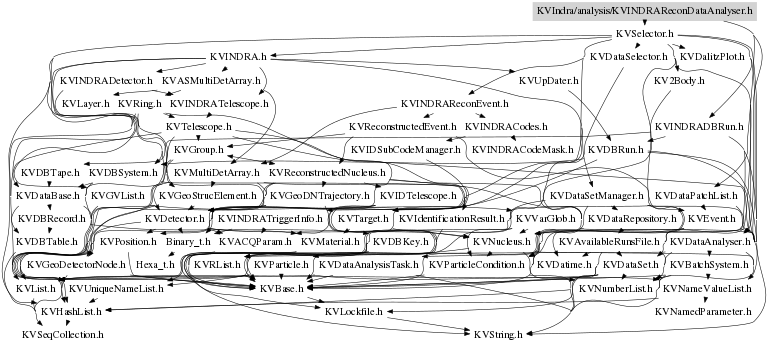 KVIndra/analysis/KVINDRAReconDataAnalyser.h
KVSelector.h
KVINDRA.h KVDataSelector.h KVDalitzPlot.h
KVINDRADetector.h KVASMultiDetArray.h KVUpDater.h KV2Body.h
KVLayer.h KVRing.h KVINDRATelescope.h KVINDRAReconEvent.h
KVTelescope.h KVReconstructedEvent.h KVINDRACodes.h KVINDRADBRun.h
KVGroup.h KVIDSubCodeManager.h KVINDRACodeMask.h KVDBRun.h
KVDBTape.h KVDBSystem.h KVMultiDetArray.h KVReconstructedNucleus.h
KVDataBase.h KVGVList.h KVGeoStrucElement.h KVGeoDNTrajectory.h KVIDTelescope.h KVDataSetManager.h KVDataPatchList.h
KVDBRecord.h KVDetector.h KVINDRATriggerInfo.h KVTarget.h KVIdentificationResult.h KVVarGlob.h KVDataRepository.h KVEvent.h
KVDBTable.h KVPosition.h Binary_t.h KVACQParam.h KVMaterial.h KVDBKey.h KVNucleus.h KVAvailableRunsFile.h KVDataAnalyser.h
KVGeoDetectorNode.h Hexa_t.h KVRList.h KVParticle.h KVDataAnalysisTask.h KVParticleCondition.h KVDatime.h KVDataSet.h KVBatchSystem.h
KVList.h KVUniqueNameList.h KVBase.h KVNumberList.h KVNameValueList.h
KVHashList.h KVLockfile.h KVNamedParameter.h
KVSeqCollection.h KVString.h